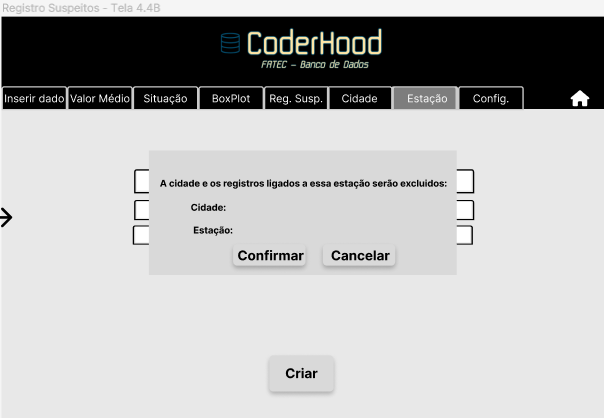 Registro Suspeitos - Tela 4.4B
CoderHood
FATEC - Banco de Dados
Inserir dado Valor Médio Situação BoxPlot Reg. Susp. Cidade Estação Config.
A cidade e os registros ligados a essa estação serão excluidos:
Cidade:
Estação:
Confirmar Cancelar
Criar